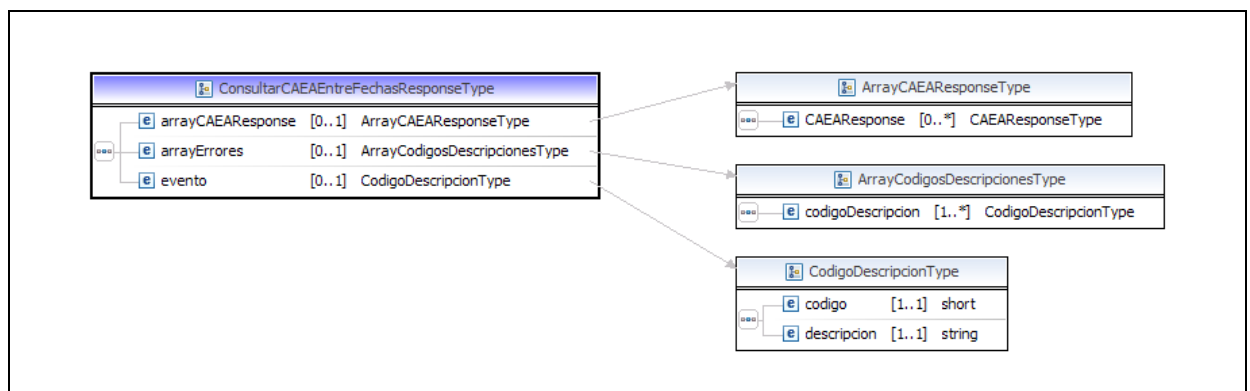 ConsultarCAEAEntreFechasResponseType
e arrayCAEAResponse [0..1] ArrayCAEAResponseType
e arrayErrores [0..1] ArrayCodigosDescripcionesType
e evento [0..1] CodigoDescripcionType
ArrayCAEAResponseType
e CAEAResponse [0..*] CAEAResponseType
ArrayCodigosDescripcionesType
e codigoDescripcion [1..*] CodigoDescripcionType
CodigoDescripcionType
e codigo [1..1] short
e descripcion [1..1] string